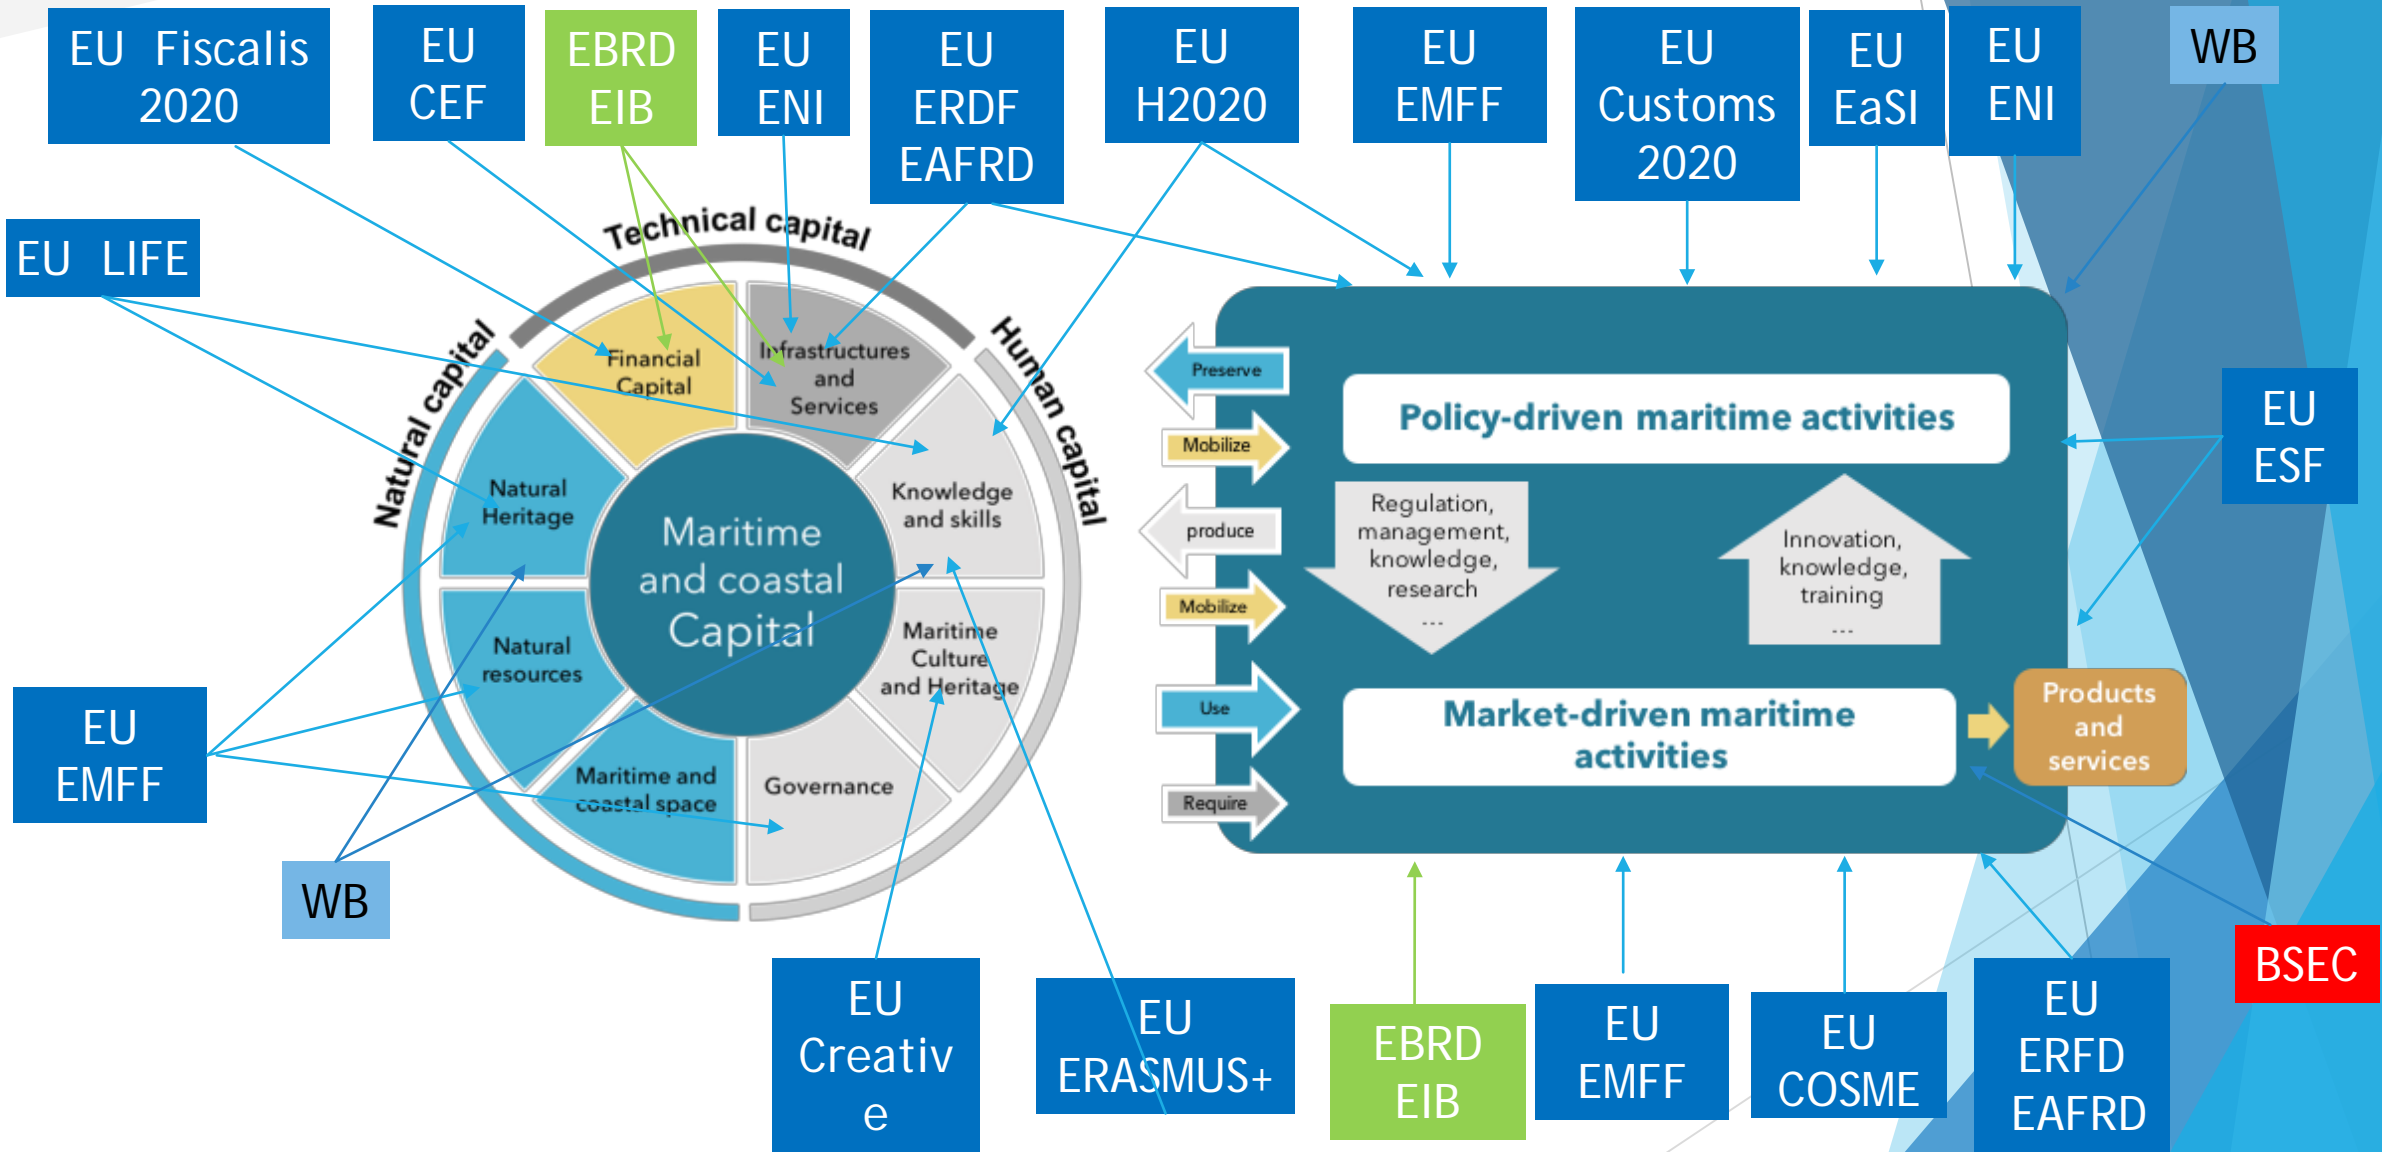 EU Fiscalis
2020
EU
CEF
EBRD
EIB
EU
ENI
EU
ERDF
EAFRD
EU
H2020
EU
EMFF
EU
Customs
2020
EU
EaSI
EU
ENI
WB
EU LIFE
Technical capital
Natural capital
Human capital
Financial
Capital
Infrastructures
and
Services
Natural
Heritage
Knowledge
and skills
Maritime
and coastal
Capital
Natural
resources
Maritime
Culture
and Heritage
Maritime and
coastal space
Governance
Preserve
Mobilize
produce
Mobilize
Use
Require
Policy-driven maritime activities
Regulation,
management,
knowledge,
research
...
Innovation,
knowledge,
training
...
Market-driven maritime
activities
Products
and
services
EU
ESF
EU
EMFF
WB
EU
Creativ
e
EU
ERASMUS+
EBRD
EIB
EU
EMFF
EU
COSME
EU
ERFD
EAFRD
BSEC